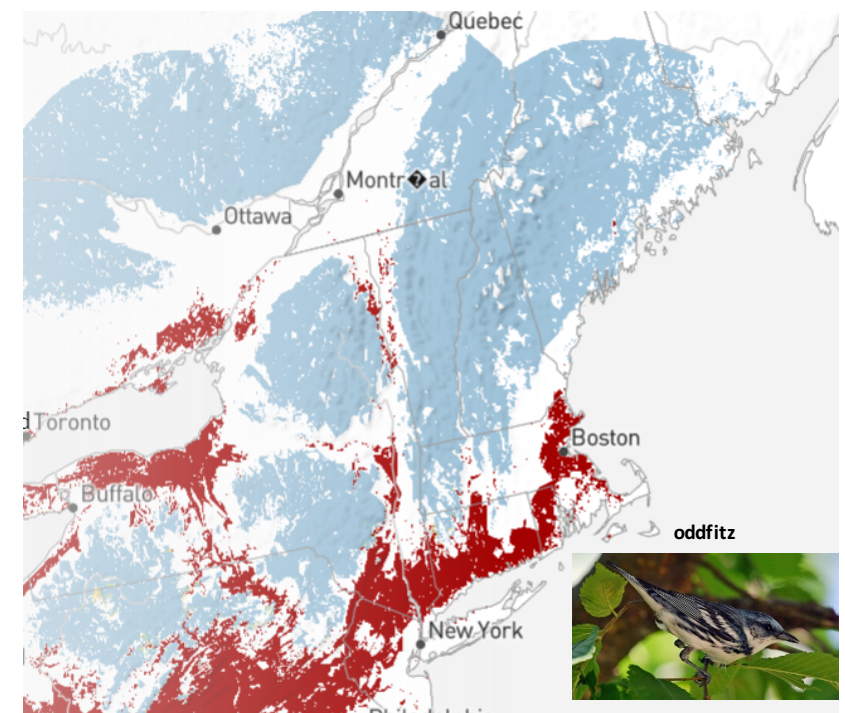 Quebec
Montr�al
Ottawa
Toronto
Buffalo
Boston
oddfitz
New York